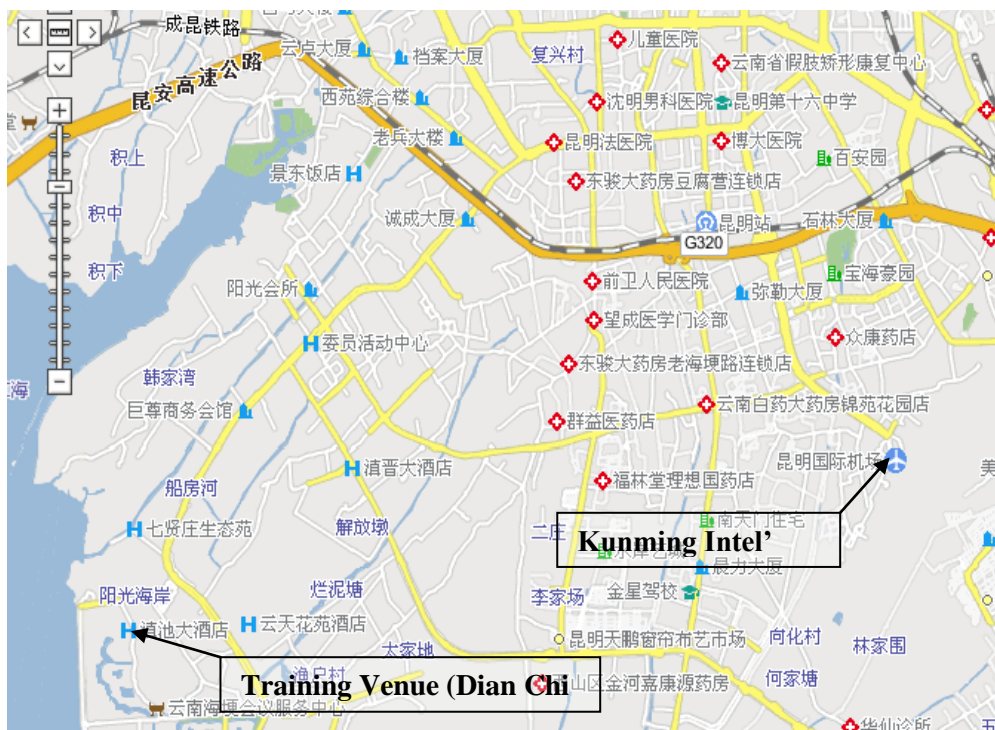 成昆铁路
云卢大厦
档案大厦
复兴村
儿童医院
云南省假肢矫形康复中心
昆安高速公路
西苑综合楼
沈明男科医院
昆明第十六中学
堂
积上
老兵大楼
昆明法医院
博大医院
百安园
景东饭店
东骏大药房豆腐营连锁店
积中
诚成大厦
昆明站
石林大厦
G320
积下
阳光会所
前卫人民医院
弥勒大厦
宝海豪园
望成医学门诊部
委员活动中心
众康药店
东骏大药房老海埂路连锁店
海
韩家湾
巨尊商务会馆
云南白药大药房锦苑花园店
群益医药店
滇晋大酒店
昆明国际机场
美
船房河
福林堂理想国药店
七贤庄生态苑
解放墩
二庄
南天门住宅
Kunming Intel'
晨力大厦
阳光海岸
烂泥塘
李家场
金星驾校
滇池大酒店
云天花苑酒店
太家地
昆明天鹏窗帘布艺市场
向化村
林家围
渔户村
Training Venue (Dian Chi
山区金河嘉康源药房
何家塘
云南海埂会议服务中心
华仙诊所
五